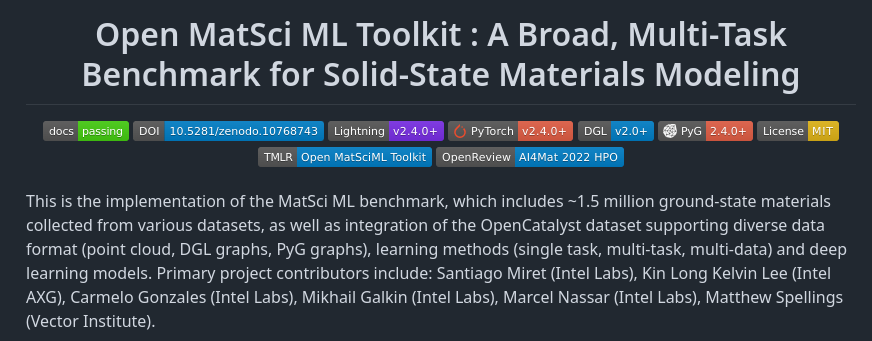 Open MatSci ML Toolkit : A Broad, Multi-Task
Benchmark for Solid-State Materials Modeling
docs passing DOI 10.5281/zenodo.10768743 Lightning v2.4.0+ PyTorch v2.4.0+ DGL v2.0+ PyG 2.4.0+ License MIT
TMLR Open MatSciML Toolkit OpenReview AI4Mat 2022 HPO
This is the implementation of the MatSci ML benchmark, which includes ~1.5 million ground-state materials
collected from various datasets, as well as integration of the OpenCatalyst dataset supporting diverse data
format (point cloud, DGL graphs, PyG graphs), learning methods (single task, multi-task, multi-data) and deep
learning models. Primary project contributors include: Santiago Miret (Intel Labs), Kin Long Kelvin Lee (Intel
AXG), Carmelo Gonzales (Intel Labs), Mikhail Galkin (Intel Labs), Marcel Nassar (Intel Labs), Matthew Spellings
(Vector Institute).